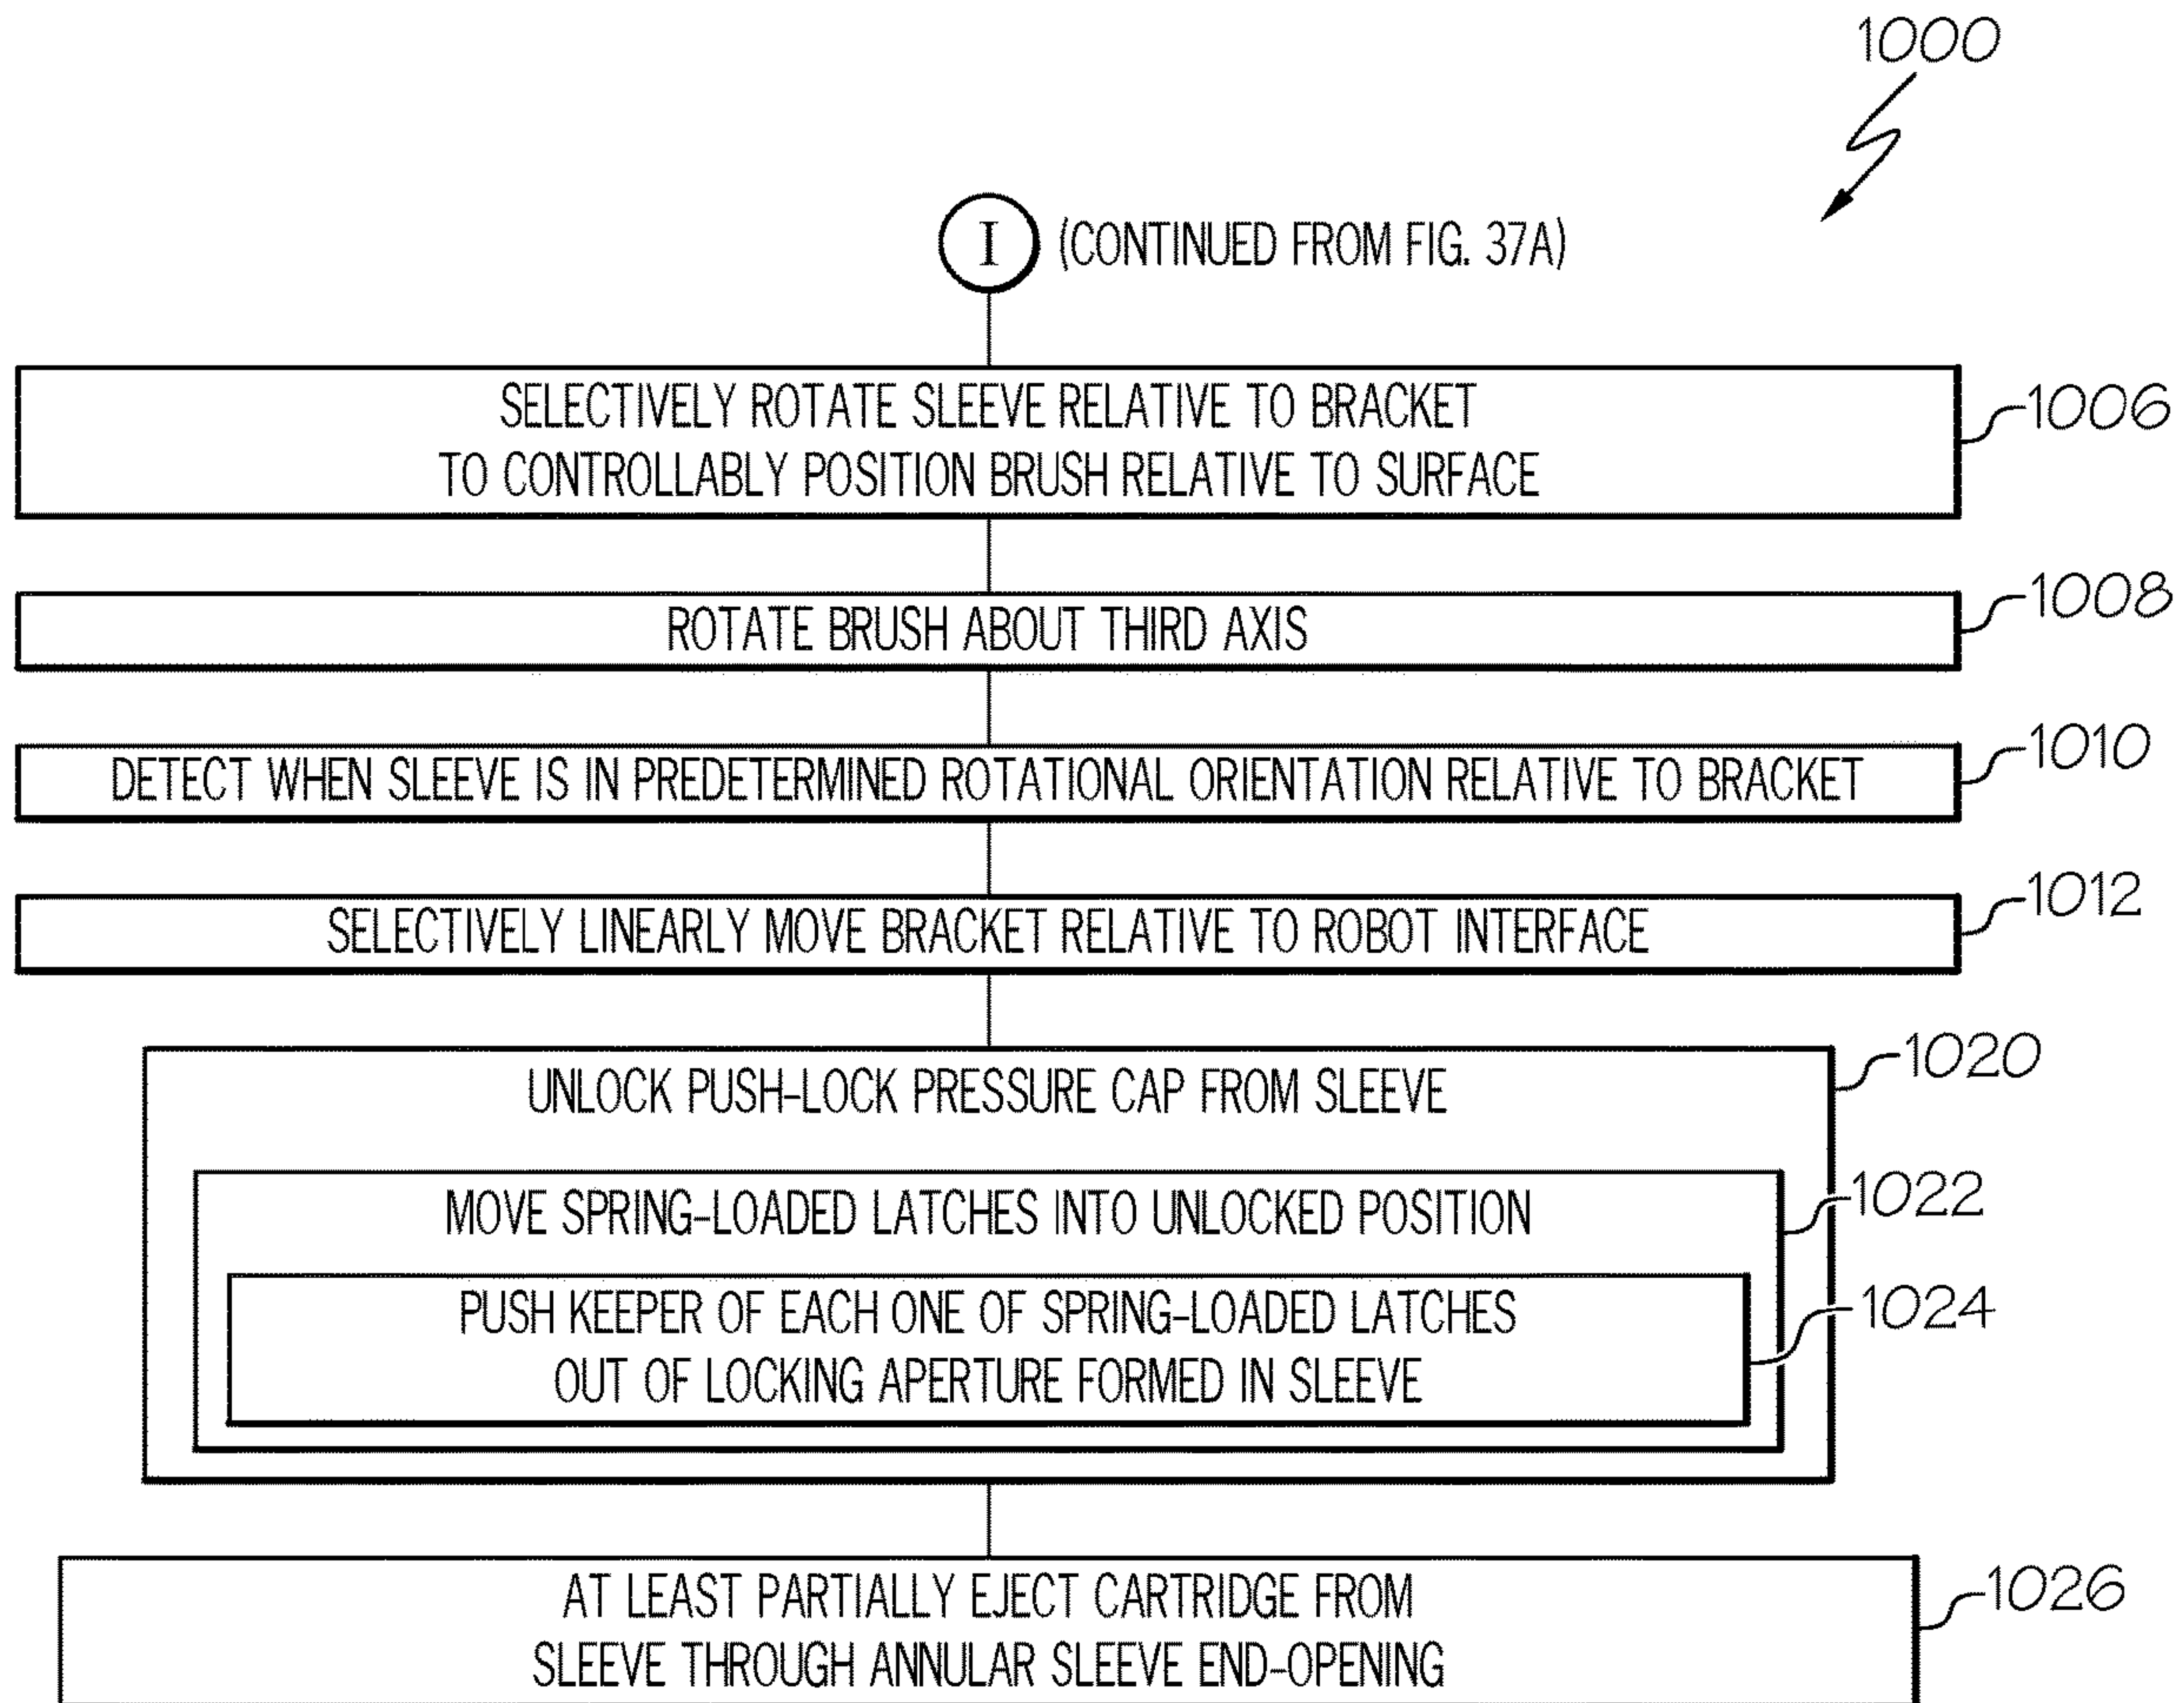 1000
I (CONTINUED FROM FIG. 37A)
SELECTIVELY ROTATE SLEEVE RELATIVE TO BRACKET
TO CONTROLLABLY POSITION BRUSH RELATIVE TO SURFACE
1006
ROTATE BRUSH ABOUT THIRD AXIS
1008
DETECT WHEN SLEEVE IS IN PREDETERMINED ROTATIONAL ORIENTATION RELATIVE TO BRACKET
1010
SELECTIVELY LINEARLY MOVE BRACKET RELATIVE TO ROBOT INTERFACE
1012
UNLOCK PUSH-LOCK PRESSURE CAP FROM SLEEVE
1020
MOVE SPRING-LOADED LATCHES INTO UNLOCKED POSITION
1022
PUSH KEEPER OF EACH ONE OF SPRING-LOADED LATCHES
OUT OF LOCKING APERTURE FORMED IN SLEEVE
1024
AT LEAST PARTIALLY EJECT CARTRIDGE FROM
SLEEVE THROUGH ANNULAR SLEEVE END-OPENING
1026